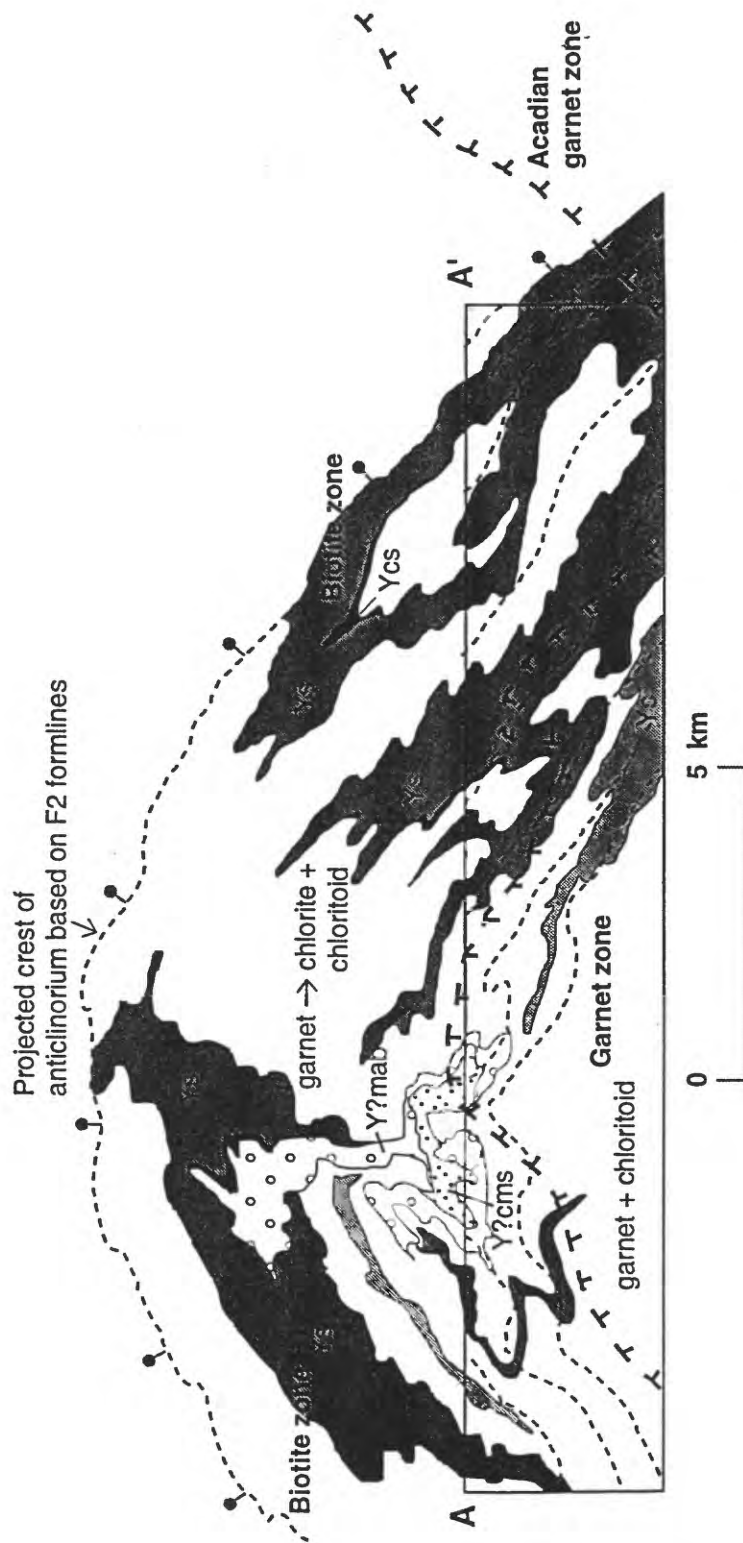 Projected crest of
anticlinorium based on F2 formlines
Biotite zone
garnet → chlorite +
chloritoid
Y?mab
Biotite zone
Ycs
A
A'
Acadian
garnet zone
Y?cms
garnet + chloritoid
Garnet zone
0
5 km